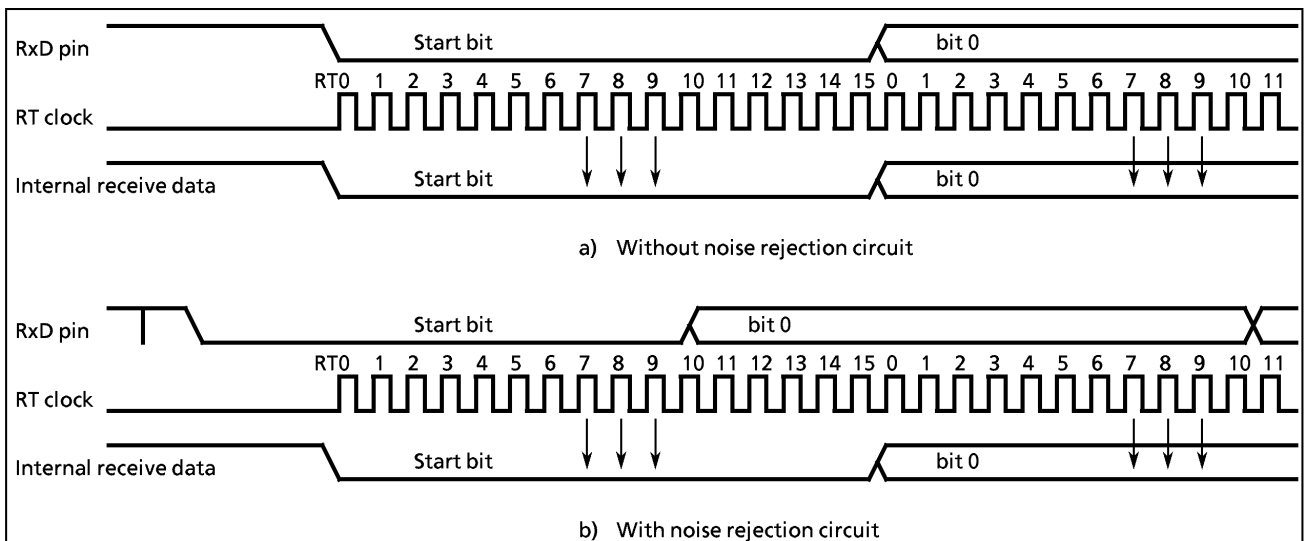 RxD pin Start bit bit 0
RT0 1 2 3 4 5 6 7 8 9 10 11 12 13 14 15 0 1 2 3 4 5 6 7 8 9 10 11
RT clock
Internal receive data Start bit bit 0
a) Without noise rejection circuit
RxD pin Start bit bit 0
RT0 1 2 3 4 5 6 7 8 9 10 11 12 13 14 15 0 1 2 3 4 5 6 7 8 9 10 11
RT clock
Internal receive data Start bit bit 0
b) With noise rejection circuit